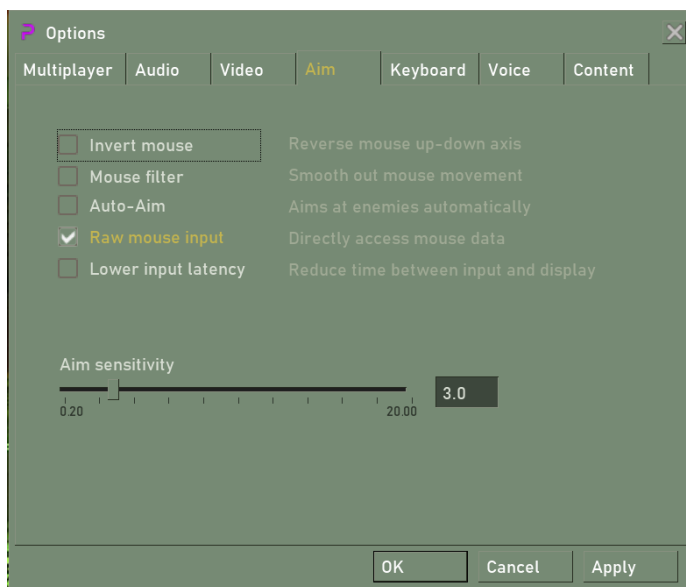 Options
Multiplayer Audio Video Aim Keyboard Voice Content
Invert mouse Reverse mouse up-down axis
Mouse filter Smooth out mouse movement
Auto-Aim Aims at enemies automatically
Raw mouse input Directly access mouse data
Lower input latency Reduce time between input and display
Aim sensitivity
3.0
0.20 20.00
OK Cancel Apply